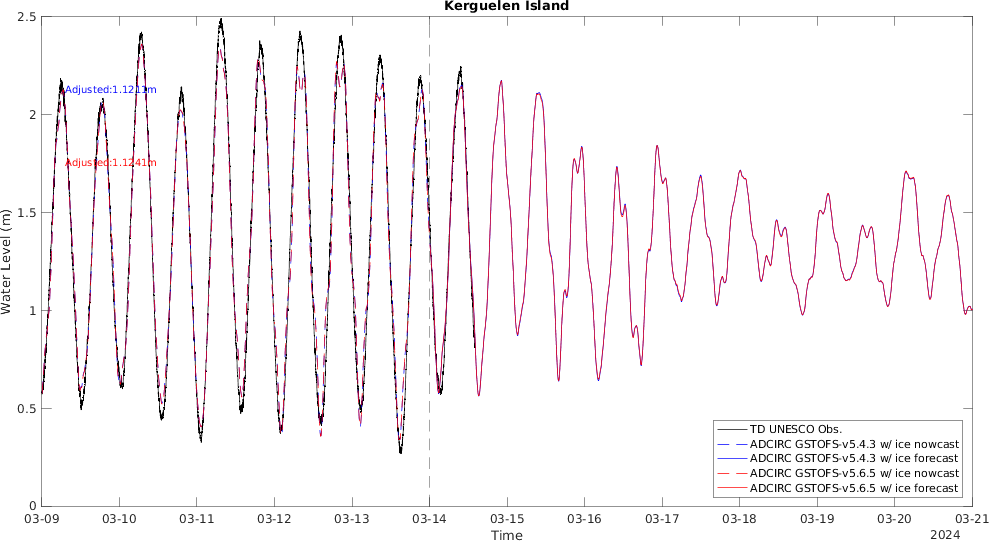 Kerguelen Island
2.5
2
1.5
1
0.5
0
Water Level (m)
Adjusted:1.1211m
Adjusted:1.1241m
TD UNESCO Obs.
ADCIRC GSTOFS-v5.4.3 w/ ice nowcast
ADCIRC GSTOFS-v5.4.3 w/ ice forecast
ADCIRC GSTOFS-v5.6.5 w/ ice nowcast
ADCIRC GSTOFS-v5.6.5 w/ ice forecast
03-09 03-10 03-11 03-12 03-13 03-14 03-15 03-16 03-17 03-18 03-19 03-20 03-21
Time
2024